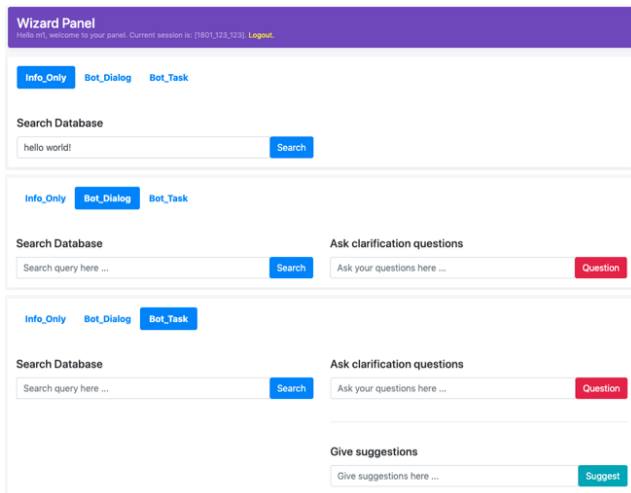 Wizard Panel
Hello m1, welcome to your panel. Current session is: [1801_123_123]. Logout.
Info_Only Bot_Dialog Bot_Task
Search Database
hello world! Search
Info_Only Bot_Dialog Bot_Task
Search Database Ask clarification questions
Search query here ... Search Ask your questions here ... Question
Info_Only Bot_Dialog Bot_Task
Search Database Ask clarification questions
Search query here ... Search Ask your questions here ... Question
Give suggestions
Give suggestions here ... Suggest